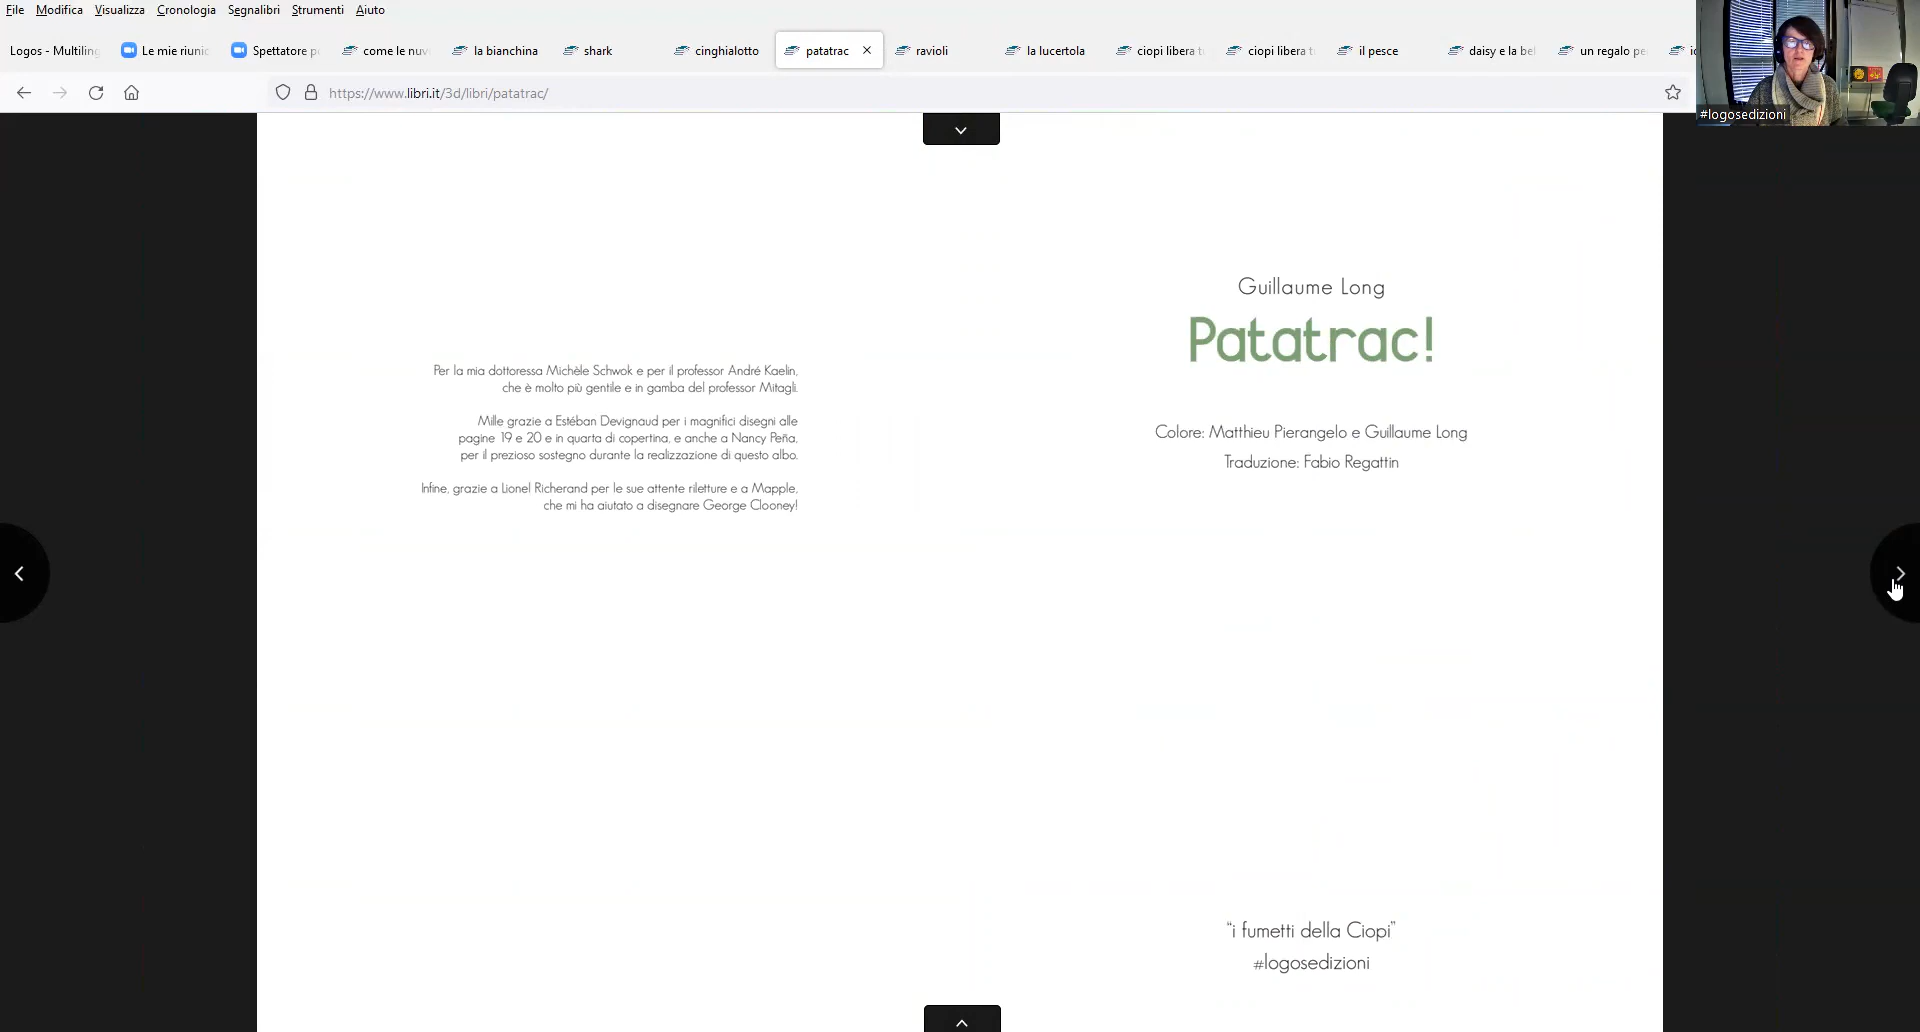 File Modifica Visualizza Cronologia Segnalibri Strumenti Aiuto
Logos - Multiling
Le mie riunic
Spettatore p
come le nuv
la bianchina
shark
cinghialotto
patatrac
ravioli
la lucertola
ciopi libera t
ciopi libera t
il pesce
daisy e la bel
un regalo pe
https://www.libri.it/3d/libri/patatrac/
#logosedizioni
Per la mia dottoressa Michèle Schwok e per il professor André Kaelin,
che è molto più gentile e in gamba del professor Mitagli.
Mille grazie a Estéban Devignaud per i magnifici disegni alle
pagine 19 e 20 e in quarta di copertina, e anche a Nancy Peña,
per il prezioso sostegno durante la realizzazione di questo albo.
Infine, grazie a Lionel Richerand per le sue attente riletture e a Mapple,
che mi ha aiutato a disegnare George Clooney!
Guillaume Long
Patatrac!
Colore: Matthieu Pierangelo e Guillaume Long
Traduzione: Fabio Regattin
“i fumetti della Ciopi”
#logosedizioni